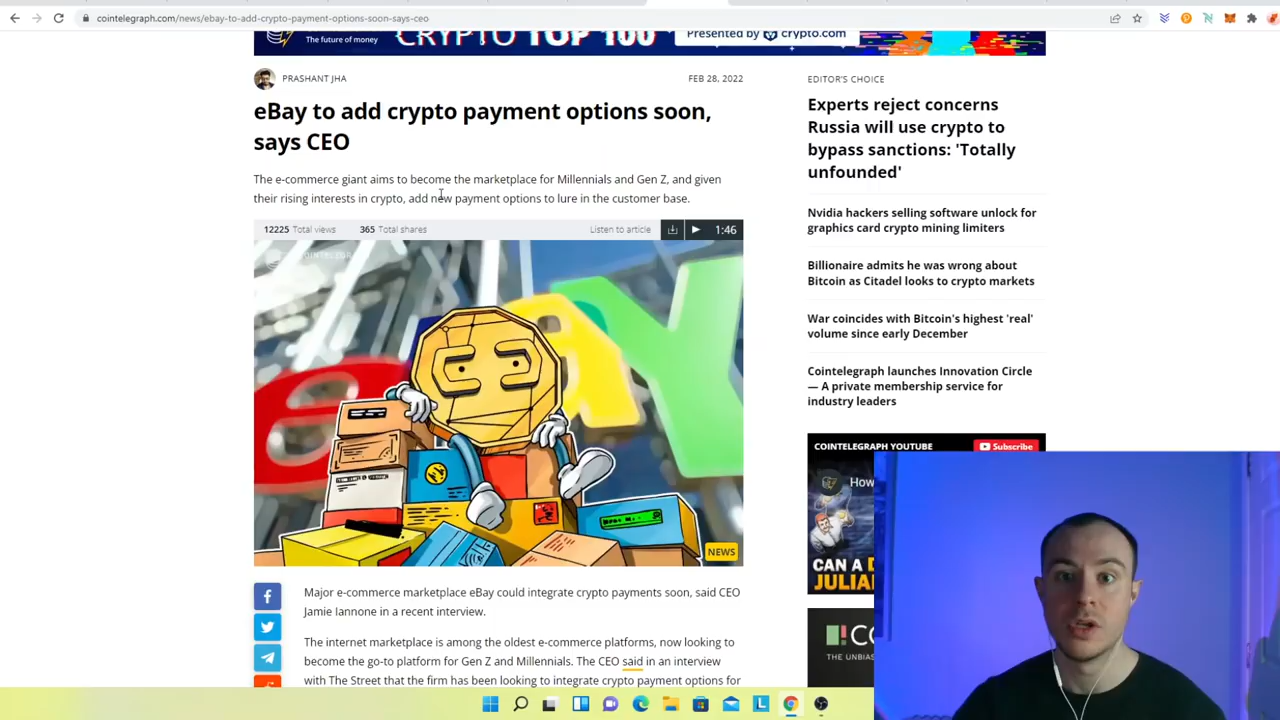 cointelegraph.com/news/ebay-to-add-crypto-payment-options-soon-says-ceo
The future of money
CRYPTO TOP 100
Presented by crypto.com
PRASHANT JHA
FEB 28, 2022
eBay to add crypto payment options soon,
says CEO
The e-commerce giant aims to become the marketplace for Millennials and Gen Z, and given
their rising interests in crypto, add new payment options to lure in the customer base.
12225 Total views
365 Total shares
Listen to article
1:46
NEWS
Major e-commerce marketplace eBay could integrate crypto payments soon, said CEO
Jamie Iannone in a recent interview.
The internet marketplace is among the oldest e-commerce platforms, now looking to
become the go-to platform for Gen Z and Millennials. The CEO said in an interview
with The Street that the firm has been looking to integrate crypto payment options for
EDITOR'S CHOICE
Experts reject concerns
Russia will use crypto to
bypass sanctions: 'Totally
unfounded'
Nvidia hackers selling software unlock for
graphics card crypto mining limiters
Billionaire admits he was wrong about
Bitcoin as Citadel looks to crypto markets
War coincides with Bitcoin's highest 'real'
volume since early December
Cointelegraph launches Innovation Circle
— A private membership service for
industry leaders
COINTELEGRAPH YOUTUBE
Subscribe
How
CAN A
JULIAN
THE UNBIAS